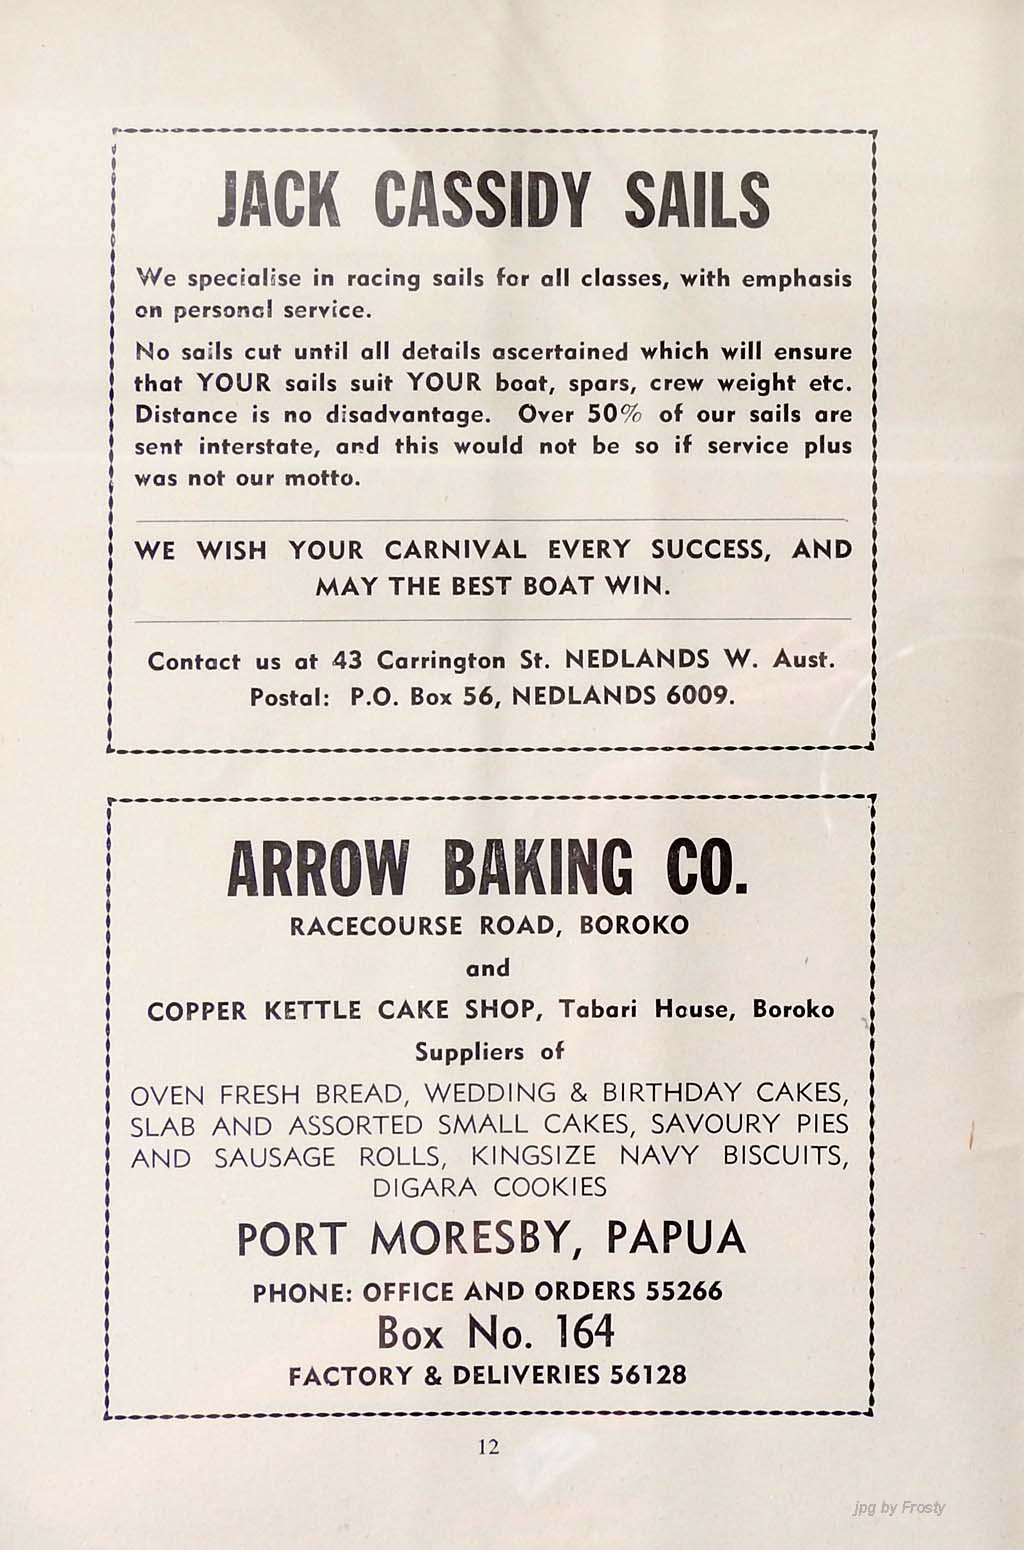 JACK CASSIDY SAILS
We specialise in racing sails for all classes, with emphasis
on personal service.
No sails cut until all details ascertained which will ensure
that YOUR sails suit YOUR boat, spars, crew weight etc.
Distance is no disadvantage. Over 50% of our sails are
sent interstate, and this would not be so if service plus
was not our motto.
WE WISH YOUR CARNIVAL EVERY SUCCESS, AND
MAY THE BEST BOAT WIN.
Contact us at 43 Carrington St. NEDLANDS W. Aust.
Postal: P.O. Box 56, NEDLANDS 6009.
ARROW BAKING CO.
RACECOURSE ROAD, BOROKO
and
COPPER KETTLE CAKE SHOP, Tabari House, Boroko
Suppliers of
OVEN FRESH BREAD, WEDDING & BIRTHDAY CAKES,
SLAB AND ASSORTED SMALL CAKES, SAVOURY PIES
AND SAUSAGE ROLLS, KINGSIZE NAVY BISCUITS,
DIGARA COOKIES
PORT MORESBY, PAPUA
PHONE: OFFICE AND ORDERS 55266
Box No. 164
FACTORY & DELIVERIES 56128
12
jpg by Frosty